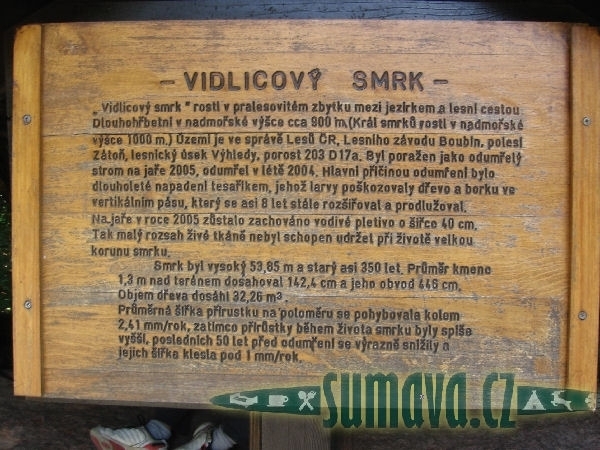 - VIDLICOVÝ SMRK -
„Vidlicový smrk" rostl v pralesovitém zbytku mezi jezírkem a lesní cestou
Dlouhohřbetní v nadmořské výšce cca 900 m.(Král smrků rostl v nadmořské
výšce 1000 m.) Území je ve správě Lesů ČR, Lesního závodu Boubín, polesí
Zátoň, lesnický úsek Výhledy, porost 203 D17a. Byl poražen jako odumřelý
strom na jaře 2005, odumřel v létě 2004. Hlavní příčinou odumření bylo
dlouholeté napadení tesaříkem, jehož larvy poškozovaly dřevo a borku ve
vertikálním pásu, který se asi 8 let stále rozšiřoval a prodlužoval.
Na jaře v roce 2005 zůstalo zachováno vodivé pletivo o šířce 40 cm.
Tak malý rozsah živé tkáně nebyl schopen udržet při životě velkou
korunu smrku.
Smrk byl vysoký 53,85 m a starý asi 350 let. Průměr kmene
1,3 m nad terénem dosahoval 142,4 cm a jeho obvod 446 cm.
Objem dřeva dosáhl 32,26 m³.
Průměrná šířka přírustku na poloměru se pohybovala kolem
2,41 mm/rok, zatímco přírůstky během života smrku byly spíše
vyšší, posledních 50 let před odumření se výrazně snížily a
jejich šířka klesla pod 1 mm/rok.
sumava.cz